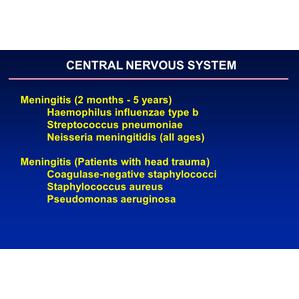 CENTRAL NERVOUS SYSTEM
Meningitis (2 months - 5 years)
Haemophilus influenzae type b
Streptococcus pneumoniae
Neisseria meningitidis (all ages)
Meningitis (Patients with head trauma)
Coagulase-negative staphylococci
Staphylococcus aureus
Pseudomonas aeruginosa